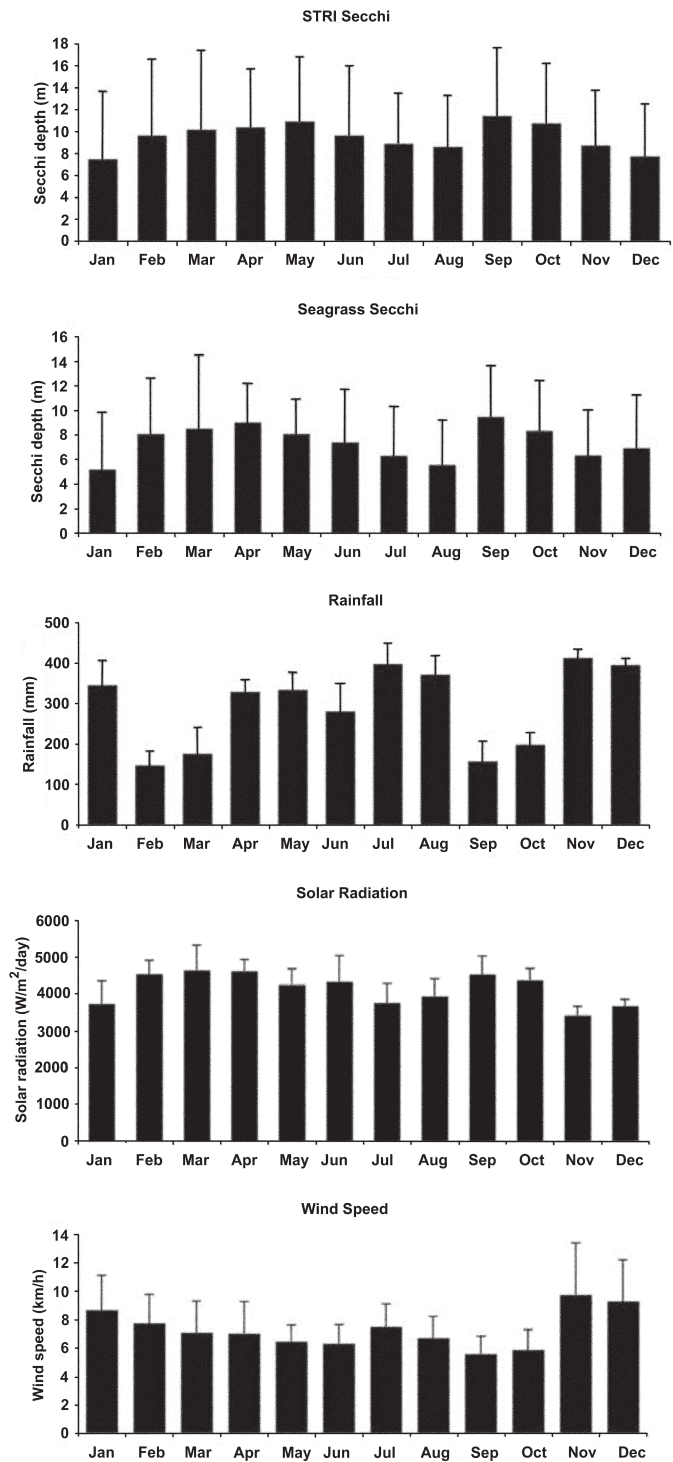 STRI Secchi
Secchi depth (m)
18
16
14
12
10
8
6
4
2
0
Jan Feb Mar Apr May Jun Jul Aug Sep Oct Nov Dec
Seagrass Secchi
Secchi depth (m)
16
14
12
10
8
6
4
2
0
Jan Feb Mar Apr May Jun Jul Aug Sep Oct Nov Dec
Rainfall
Rainfall (mm)
500
400
300
200
100
0
Jan Feb Mar Apr May Jun Jul Aug Sep Oct Nov Dec
Solar Radiation
Solar radiation (W/m²/day)
6000
5000
4000
3000
2000
1000
0
Jan Feb Mar Apr May Jun Jul Aug Sep Oct Nov Dec
Wind Speed
Wind speed (km/h)
14
12
10
8
6
4
2
0
Jan Feb Mar Apr May Jun Jul Aug Sep Oct Nov Dec